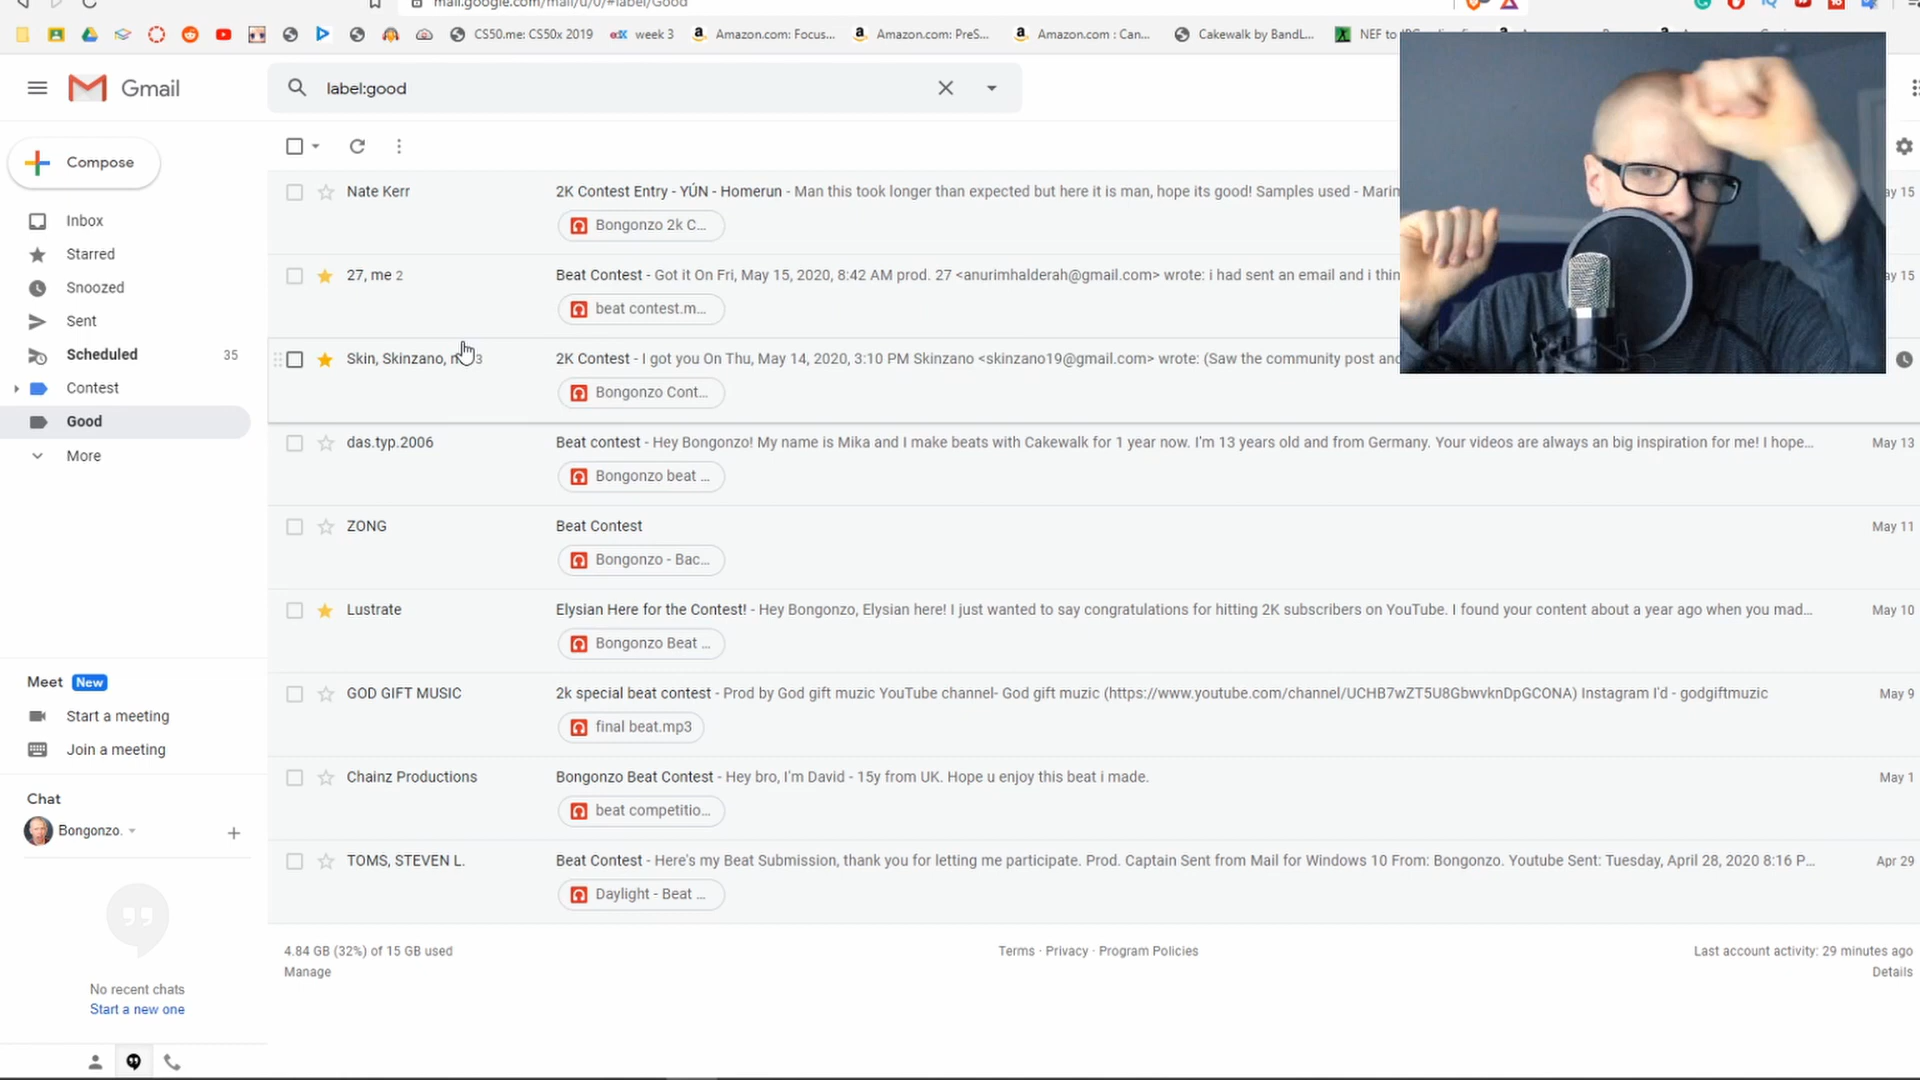 mail.google.com/mail/u/0/#label/Good
CS50.me: CS50x 2019
edX week 3
Amazon.com: Focus...
Amazon.com: PreS...
Amazon.com : Can...
Cakewalk by BandL...
Gmail
label:good
Compose
Inbox
Starred
Snoozed
Sent
Scheduled 35
Contest
Good
More
Nate Kerr
2K Contest Entry - YÚN - Homerun - Man this took longer than expected but here it is man, hope its good! Samples used -
ay 15
Bongonzo 2k C...
27, me 2
Beat Contest - Got it On Fri, May 15, 2020, 8:42 AM prod. 27 <anurimhalderah@gmail.com> wrote: i had sent an email and i thin
ay 15
beat contest.m...
Skin, Skinzano, 3
2K Contest - I got you On Thu, May 14, 2020, 3:10 PM Skinzano <skinzano19@gmail.com> wrote: (Saw the community post and
Bongonzo Cont...
das.typ.2006
Beat contest - Hey Bongonzo! My name is Mika and I make beats with Cakewalk for 1 year now. I'm 13 years old and from Germany. Your videos are always an big inspiration for me! I hope...
May 13
Bongonzo beat ...
ZONG
Beat Contest
May 11
Bongonzo - Bac...
Lustrate
Elysian Here for the Contest! - Hey Bongonzo, Elysian here! I just wanted to say congratulations for hitting 2K subscribers on YouTube. I found your content about a year ago when you mad...
May 10
Bongonzo Beat ...
GOD GIFT MUSIC
2k special beat contest - Prod by God gift muzic YouTube channel- God gift muzic (https://www.youtube.com/channel/UCHB7wZT5U8GbwvknDpGCONA) Instagram I'd - godgiftmuzic
May 9
final beat.mp3
Chainz Productions
Bongonzo Beat Contest - Hey bro, I'm David - 15y from UK. Hope u enjoy this beat i made.
May 1
beat competitio...
TOMS, STEVEN L.
Beat Contest - Here's my Beat Submission, thank you for letting me participate. Prod. Captain Sent from Mail for Windows 10 From: Bongonzo. Youtube Sent: Tuesday, April 28, 2020 8:16 P...
Apr 29
Daylight - Beat ...
Meet New
Start a meeting
Join a meeting
Chat
Bongonzo.
No recent chats
Start a new one
4.84 GB (32%) of 15 GB used
Manage
Terms · Privacy · Program Policies
Last account activity: 29 minutes ago
Details